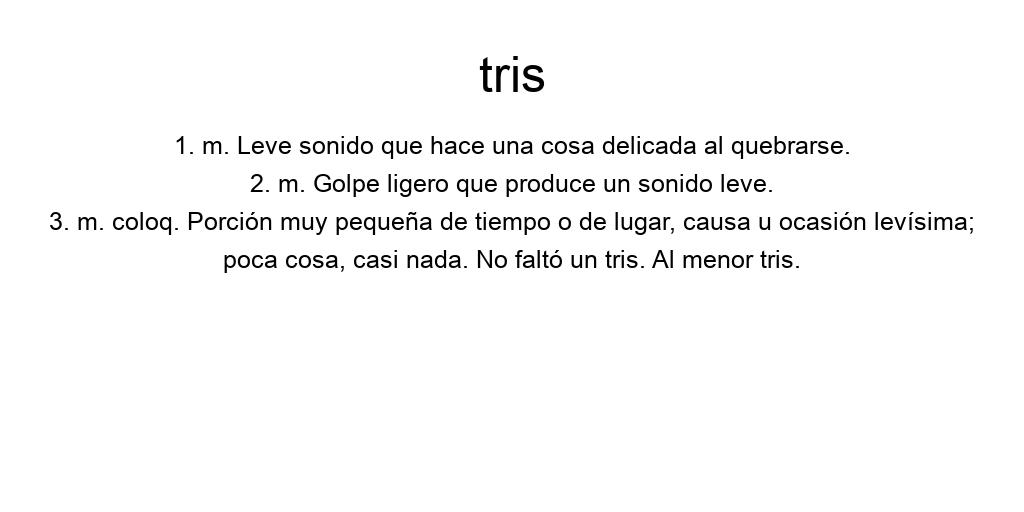 tris
1. m. Leve sonido que hace una cosa delicada al quebrarse.
2. m. Golpe ligero que produce un sonido leve.
3. m. coloq. Porción muy pequeña de tiempo o de lugar, causa u ocasión levísima;
poca cosa, casi nada. No faltó un tris. Al menor tris.